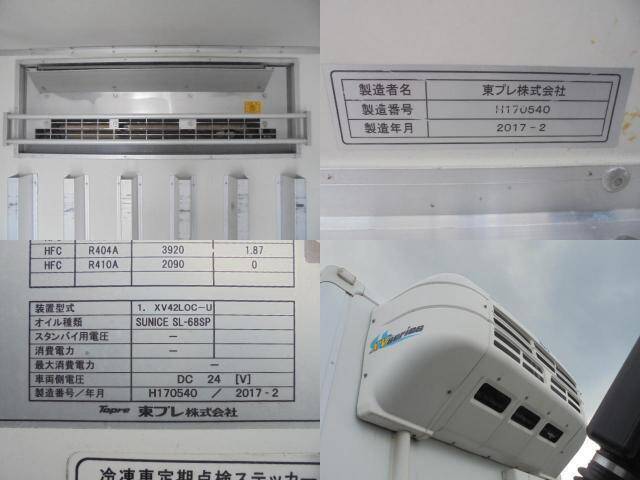 製造者名 東プレ株式会社
製造番号 H170540
製造年月 2017-2
HFC R404A 3920 1.87
HFC R410A 2090 0
装置型式 1. XV42LOC-U
オイル種類 SUNICE SL-68SP
スタンバイ用電圧 -
消費電力 -
最大消費電力 -
車両側電圧 DC 24 [V]
製造番号/年月 H170540 / 2017-2
Topre 東プレ株式会社
冷凍車定期点検ステッカー
XVseries